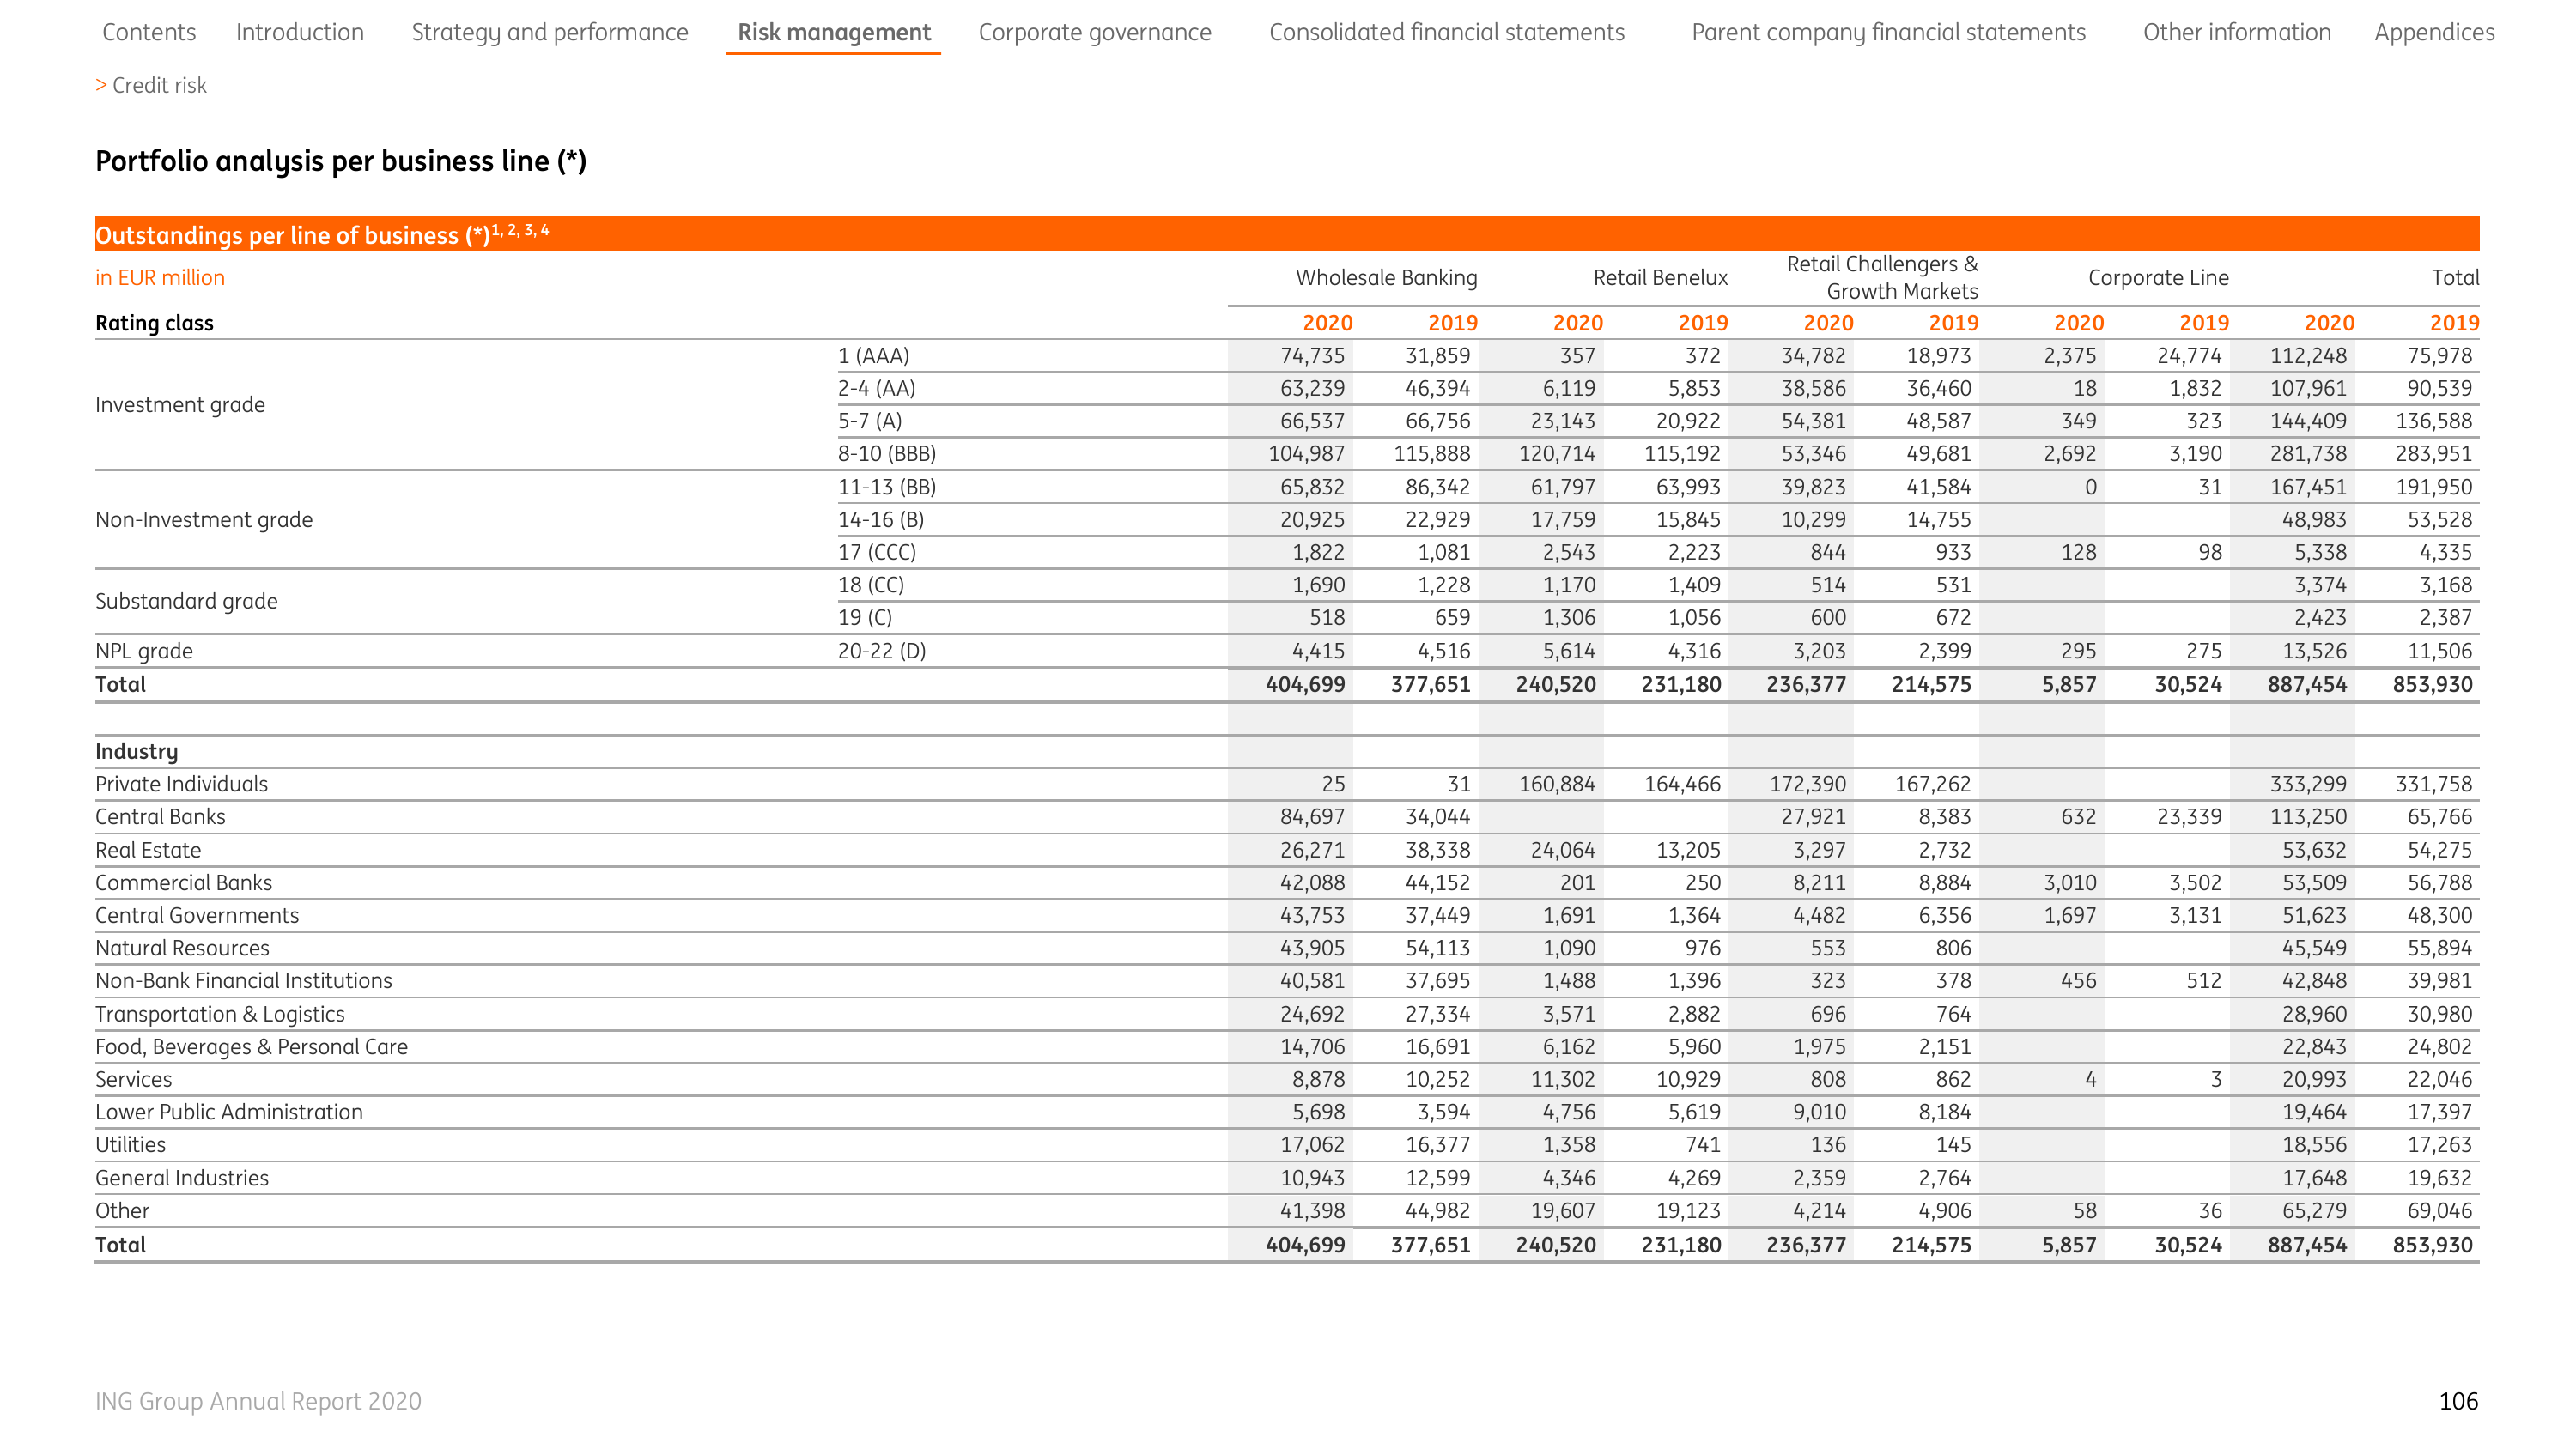 Contents Introduction Strategy and performance Risk management Corporate governance Consolidated financial statements Parent company financial statements Other information Appendices
> Credit risk
Portfolio analysis per business line (*)
Outstandings per line of business (*)1, 2, 3, 4
in EUR million Wholesale Banking Retail Benelux Retail Challengers & Growth Markets Corporate Line Total
Rating class 2020 2019 2020 2019 2020 2019 2020 2019 2020 2019
Investment grade
1 (AAA) 74,735 31,859 357 372 34,782 18,973 2,375 24,774 112,248 75,978
2-4 (AA) 63,239 46,394 6,119 5,853 38,586 36,460 18 1,832 107,961 90,539
5-7 (A) 66,537 66,756 23,143 20,922 54,381 48,587 349 323 144,409 136,588
8-10 (BBB) 104,987 115,888 120,714 115,192 53,346 49,681 2,692 3,190 281,738 283,951
Non-Investment grade
11-13 (BB) 65,832 86,342 61,797 63,993 39,823 41,584 0 31 167,451 191,950
14-16 (B) 20,925 22,929 17,759 15,845 10,299 14,755 48,983 53,528
17 (CCC) 1,822 1,081 2,543 2,223 844 933 128 98 5,338 4,335
Substandard grade
18 (CC) 1,690 1,228 1,170 1,409 514 531 3,374 3,168
19 (C) 518 659 1,306 1,056 600 672 2,423 2,387
NPL grade 20-22 (D) 4,415 4,516 5,614 4,316 3,203 2,399 295 275 13,526 11,506
Total 404,699 377,651 240,520 231,180 236,377 214,575 5,857 30,524 887,454 853,930
Industry
Private Individuals 25 31 160,884 164,466 172,390 167,262 333,299 331,758
Central Banks 84,697 34,044 27,921 8,383 632 23,339 113,250 65,766
Real Estate 26,271 38,338 24,064 13,205 3,297 2,732 53,632 54,275
Commercial Banks 42,088 44,152 201 250 8,211 8,884 3,010 3,502 53,509 56,788
Central Governments 43,753 37,449 1,691 1,364 4,482 6,356 1,697 3,131 51,623 48,300
Natural Resources 43,905 54,113 1,090 976 553 806 45,549 55,894
Non-Bank Financial Institutions 40,581 37,695 1,488 1,396 323 378 456 512 42,848 39,981
Transportation & Logistics 24,692 27,334 3,571 2,882 696 764 28,960 30,980
Food, Beverages & Personal Care 14,706 16,691 6,162 5,960 1,975 2,151 22,843 24,802
Services 8,878 10,252 11,302 10,929 808 862 4 3 20,993 22,046
Lower Public Administration 5,698 3,594 4,756 5,619 9,010 8,184 19,464 17,397
Utilities 17,062 16,377 1,358 741 136 145 18,556 17,263
General Industries 10,943 12,599 4,346 4,269 2,359 2,764 17,648 19,632
Other 41,398 44,982 19,607 19,123 4,214 4,906 58 36 65,279 69,046
Total 404,699 377,651 240,520 231,180 236,377 214,575 5,857 30,524 887,454 853,930
ING Group Annual Report 2020 106